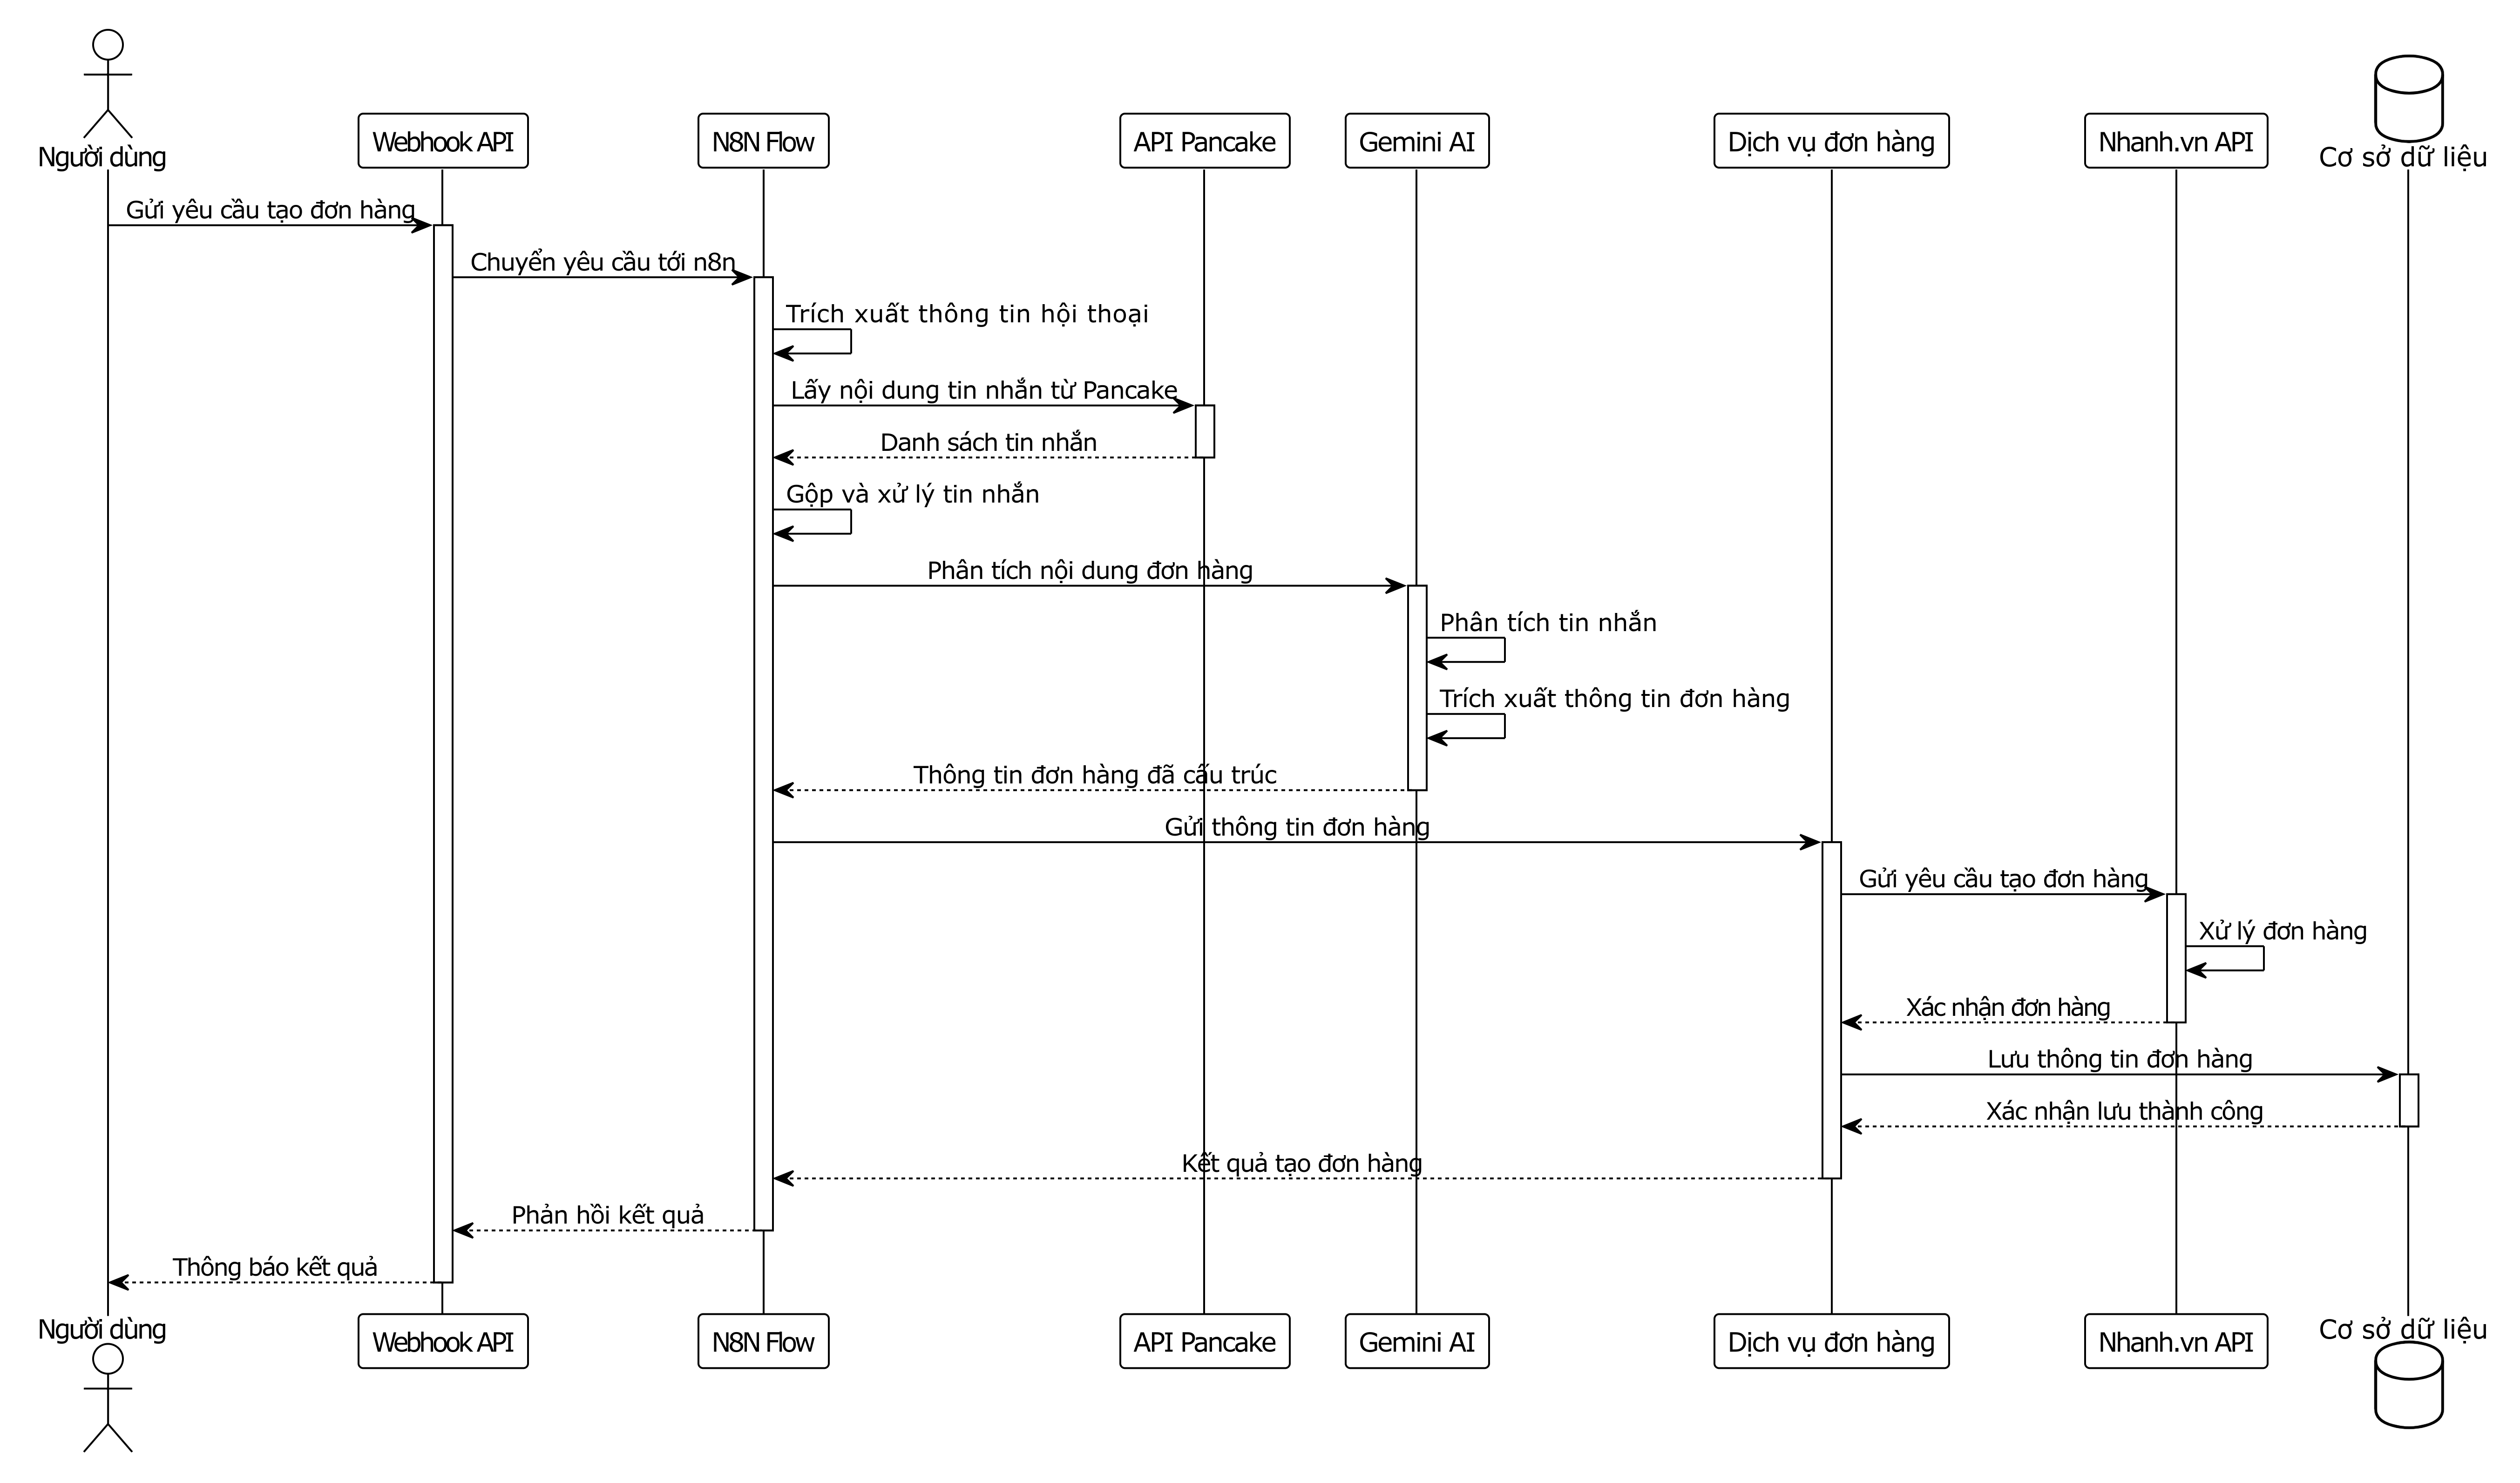 Người dùng
Webhook API
N8N Flow
API Pancake
Gemini AI
Dịch vụ đơn hàng
Nhanh.vn API
Cơ sở dữ liệu
Gửi yêu cầu tạo đơn hàng
Chuyển yêu cầu tới n8n
Trích xuất thông tin hội thoại
Lấy nội dung tin nhắn từ Pancake
Danh sách tin nhắn
Gộp và xử lý tin nhắn
Phân tích nội dung đơn hàng
Phân tích tin nhắn
Trích xuất thông tin đơn hàng
Thông tin đơn hàng đã cấu trúc
Gửi thông tin đơn hàng
Gửi yêu cầu tạo đơn hàng
Xử lý đơn hàng
Xác nhận đơn hàng
Lưu thông tin đơn hàng
Xác nhận lưu thành công
Kết quả tạo đơn hàng
Phản hồi kết quả
Thông báo kết quả
Người dùng
Webhook API
N8N Flow
API Pancake
Gemini AI
Dịch vụ đơn hàng
Nhanh.vn API
Cơ sở dữ liệu